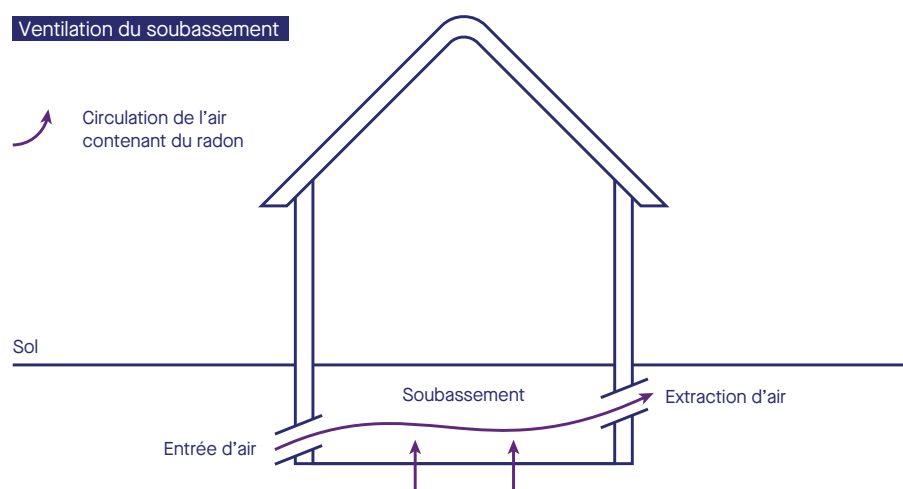 Ventilation du soubassement
Circulation de l’air
contenant du radon
Sol
Soubassement
Extraction d’air
Entrée d’air